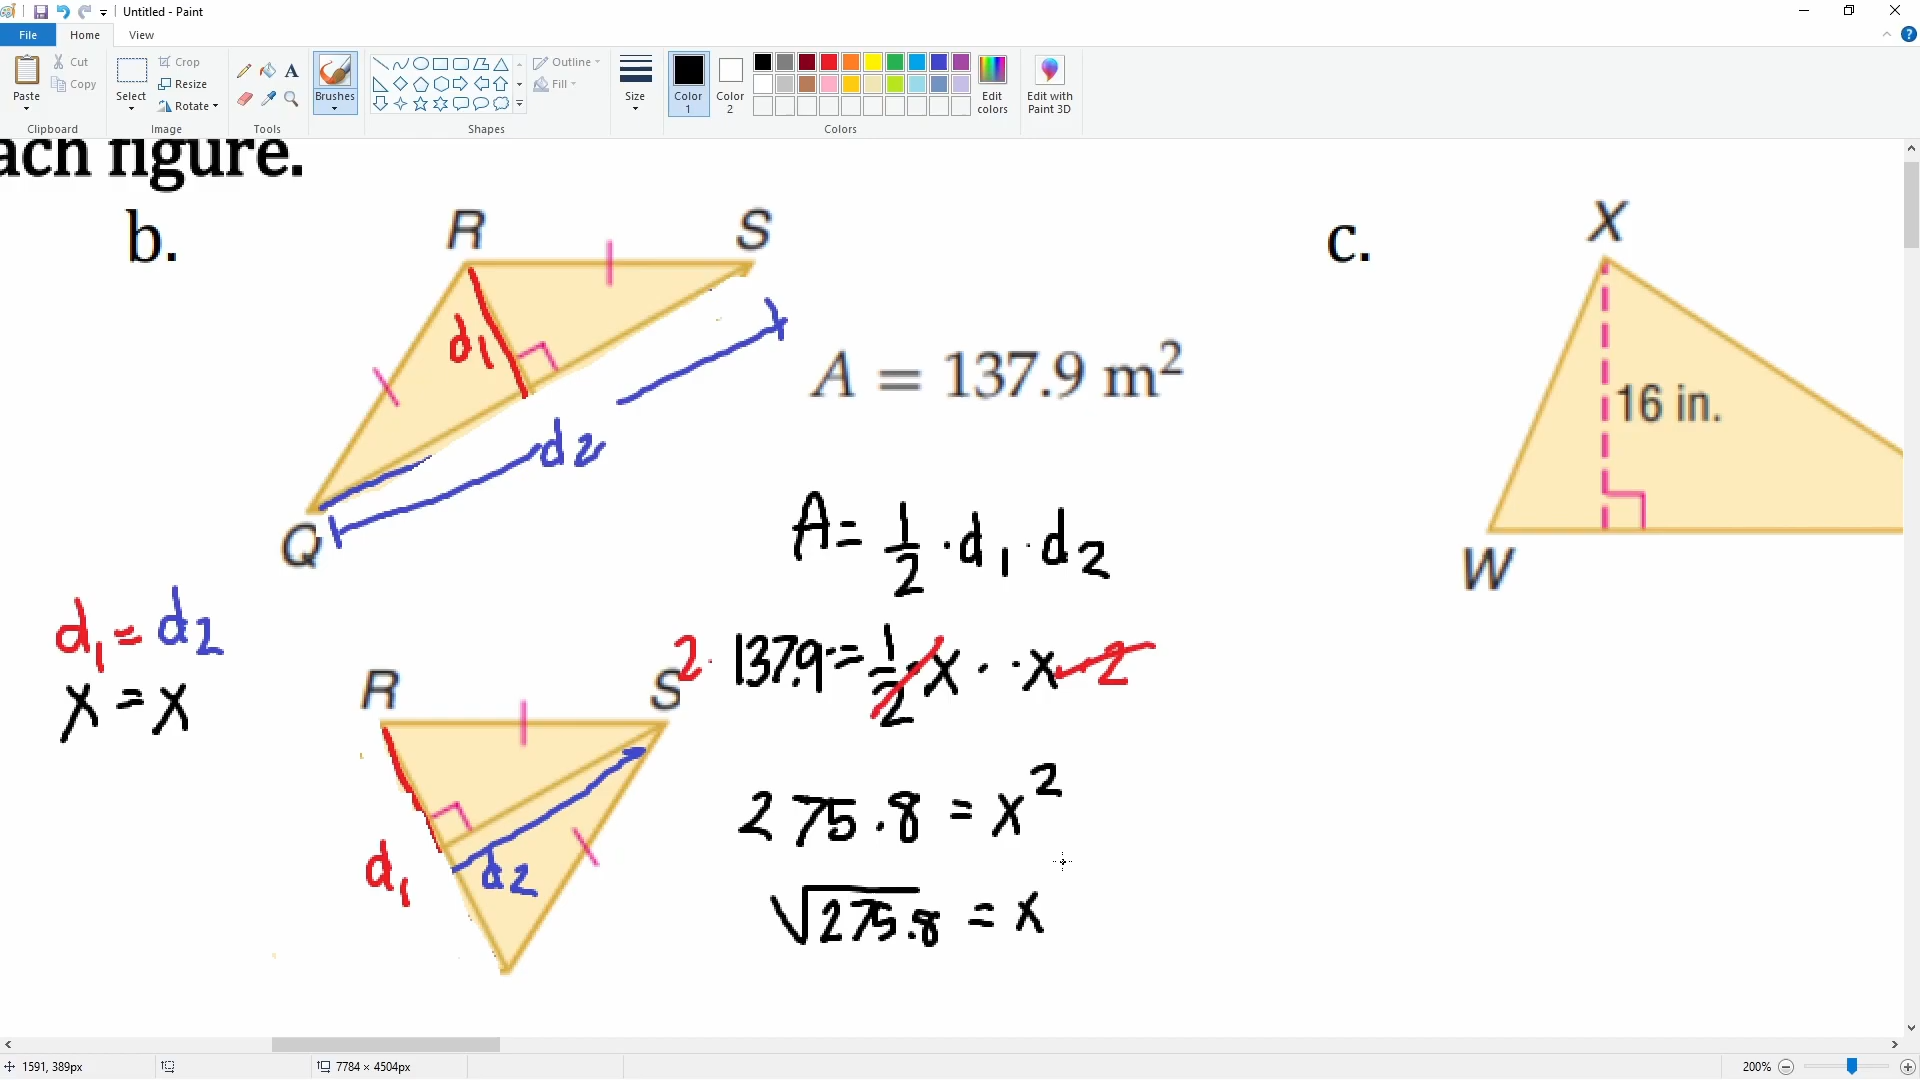 Untitled - Paint
File Home View
Paste
Cut
Copy
Clipboard
Select
Crop
Resize
Rotate
Image
A
Tools
Brushes
Outline
Fill
Shapes
Size
Color 1
Color 2
Colors
Edit colors
Edit with Paint 3D
ach figure.
b.
R
S
d1
d2
Q
A = 137.9 m²
A = 1/2 · d1 · d2
2 · 137.9 = 1/2 · x · · x · 2
275.8 = x²
√275.8 = x
d1 = d2
x = x
R
S
d1
d2
c.
X
16 in.
W
1591, 389px
7784 × 4504px
200%